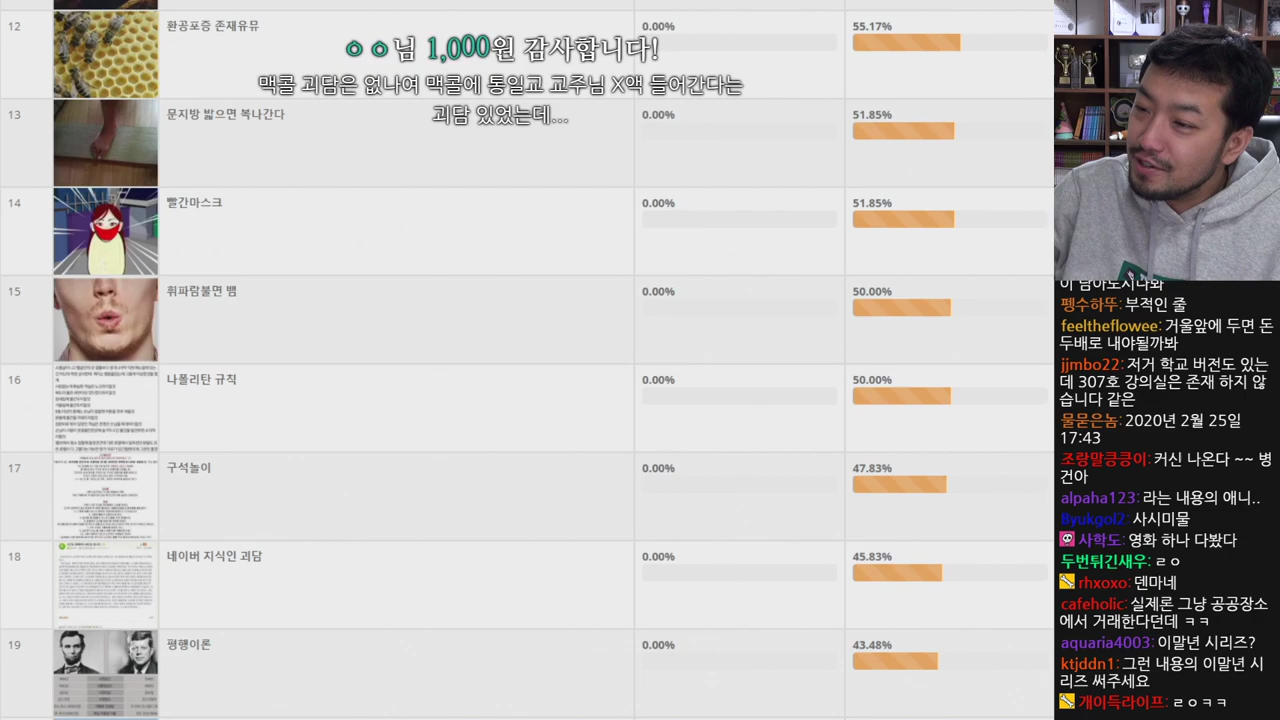 12
환공포증 존재유뮤
0.00%
55.17%
ㅇㅇ님 1,000원 감사합니다!
맥콜 괴담은 없나여 맥콜에 통일교 교주님 X액 들어간다는
괴담 있었는데...
13
문지방 밟으면 복나간다
0.00%
51.85%
14
빨간마스크
0.00%
51.85%
15
휘파람불면 뱀
0.00%
50.00%
16
나폴리탄 규칙
0.00%
50.00%
17
구석놀이
0.00%
47.83%
18
네이버 지식인 괴담
0.00%
45.83%
19
평행이론
0.00%
43.48%
이 남아도시나봐
펭수하뚜: 부적인 줄
feeltheflowee: 거울앞에 두면 돈
두배로 내야될까봐
jjmbo22: 저거 학교 버전도 있는
데 307호 강의실은 존재 하지 않
습니다 같은
물묻은놈: 2020년 2월 25일
17:43
조랑말킁킁이: 커신 나온다 ~~ 병
건아
alpaha123: 라는 내용의 애니..
Byukgol2: 사시미물
사학도: 영화 하나 다봤다
두번튀긴새우: ㄹㅇ
rhxoxo: 덴마네
cafeholic: 실제론 그냥 공공장소
에서 거래한다던데 ㅋㅋ
aquaria4003: 이말년 시리즈?
ktjddn1: 그런 내용의 이말년 시
리즈 써주세요
개이득라이프: ㄹㅇㅋㅋ